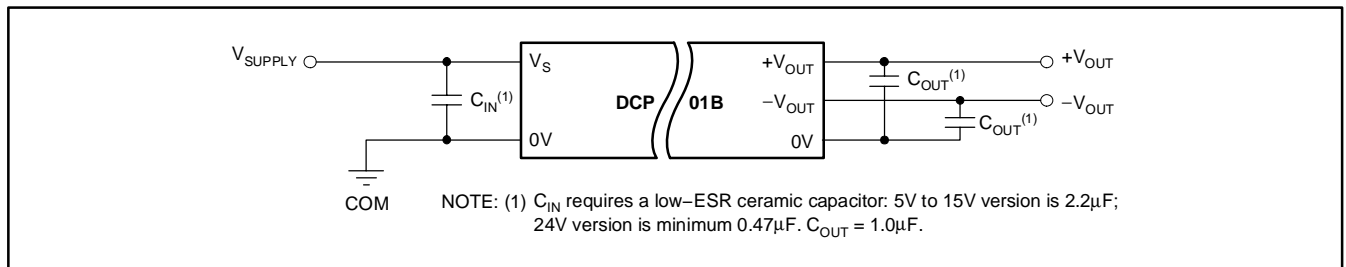 V_SUPPLY
V_S
+V_OUT
+V_OUT
C_IN(1)
C_OUT(1)
DCP
01B
−V_OUT
−V_OUT
C_OUT(1)
0V
0V
COM
NOTE: (1) C_IN requires a low−ESR ceramic capacitor: 5V to 15V version is 2.2μF;
24V version is minimum 0.47μF. C_OUT = 1.0μF.